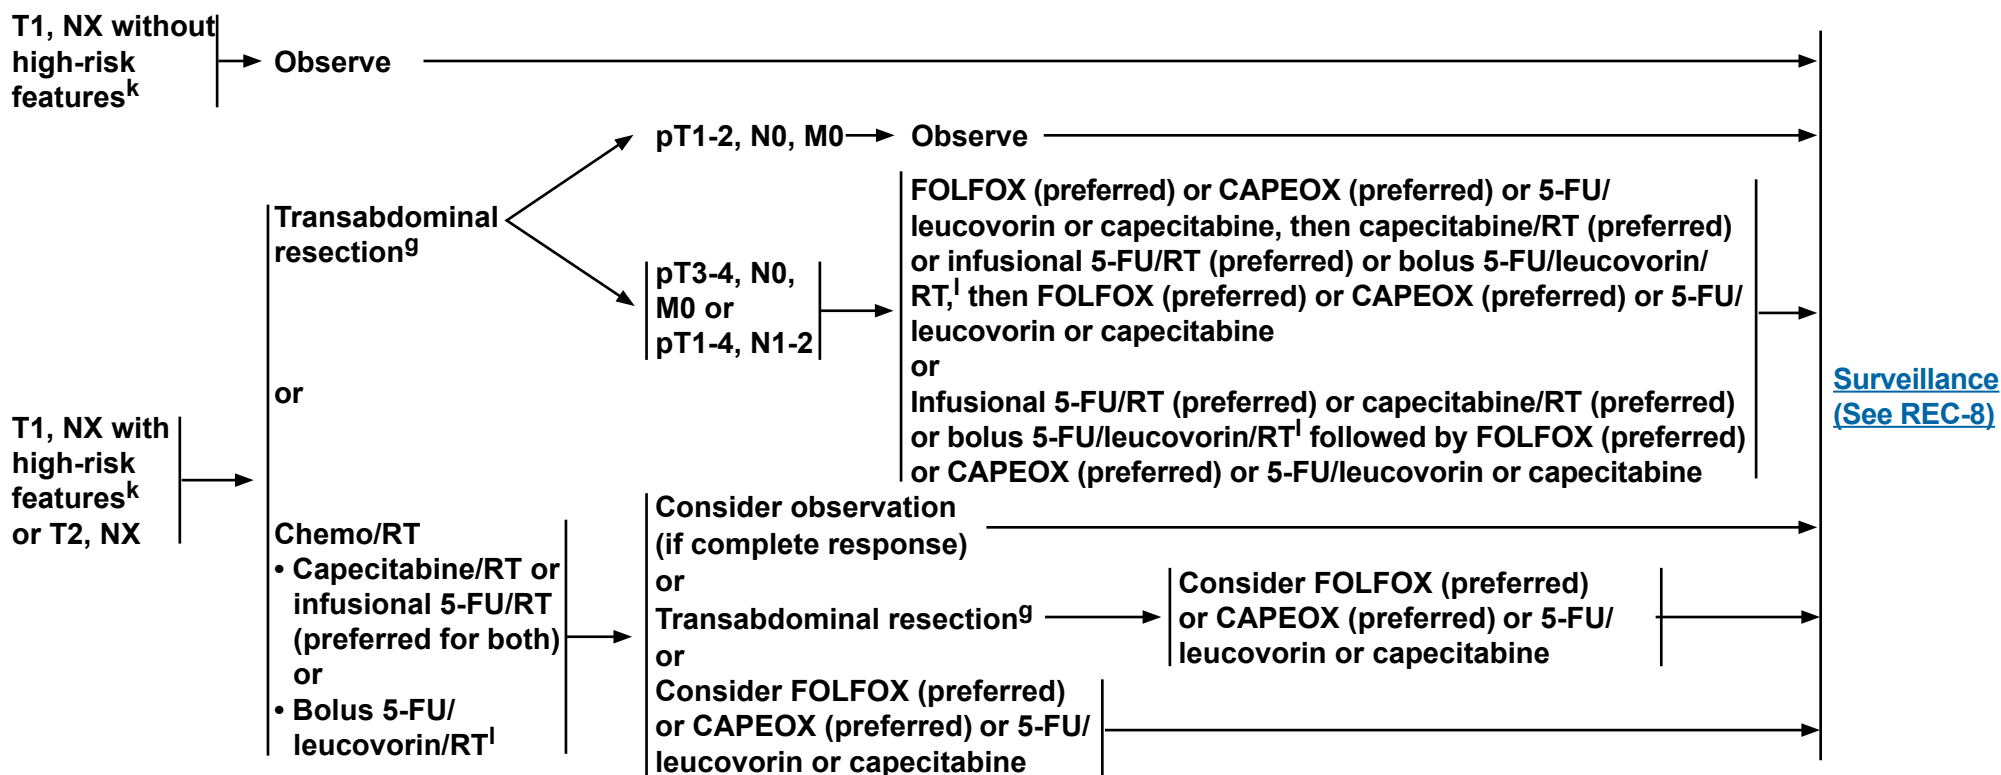 T1, NX without
high-risk
featuresk
Observe
pT1-2, N0, M0
Observe
Transabdominal
resectiong
pT3-4, N0,
M0 or
pT1-4, N1-2
FOLFOX (preferred) or CAPEOX (preferred) or 5-FU/
leucovorin or capecitabine, then capecitabine/RT (preferred)
or infusional 5-FU/RT (preferred) or bolus 5-FU/leucovorin/
RT,l then FOLFOX (preferred) or CAPEOX (preferred) or 5-FU/
leucovorin or capecitabine
or
Infusional 5-FU/RT (preferred) or capecitabine/RT (preferred)
or bolus 5-FU/leucovorin/RTl followed by FOLFOX (preferred)
or CAPEOX (preferred) or 5-FU/leucovorin or capecitabine
or
T1, NX with
high-risk
featuresk
or T2, NX
Chemo/RT
• Capecitabine/RT or
infusional 5-FU/RT
(preferred for both)
or
• Bolus 5-FU/
leucovorin/RTl
Consider observation
(if complete response)
or
Transabdominal resectiong
or
Consider FOLFOX (preferred)
or CAPEOX (preferred) or 5-FU/
leucovorin or capecitabine
Consider FOLFOX (preferred)
or CAPEOX (preferred) or 5-FU/
leucovorin or capecitabine
Surveillance
(See REC-8)